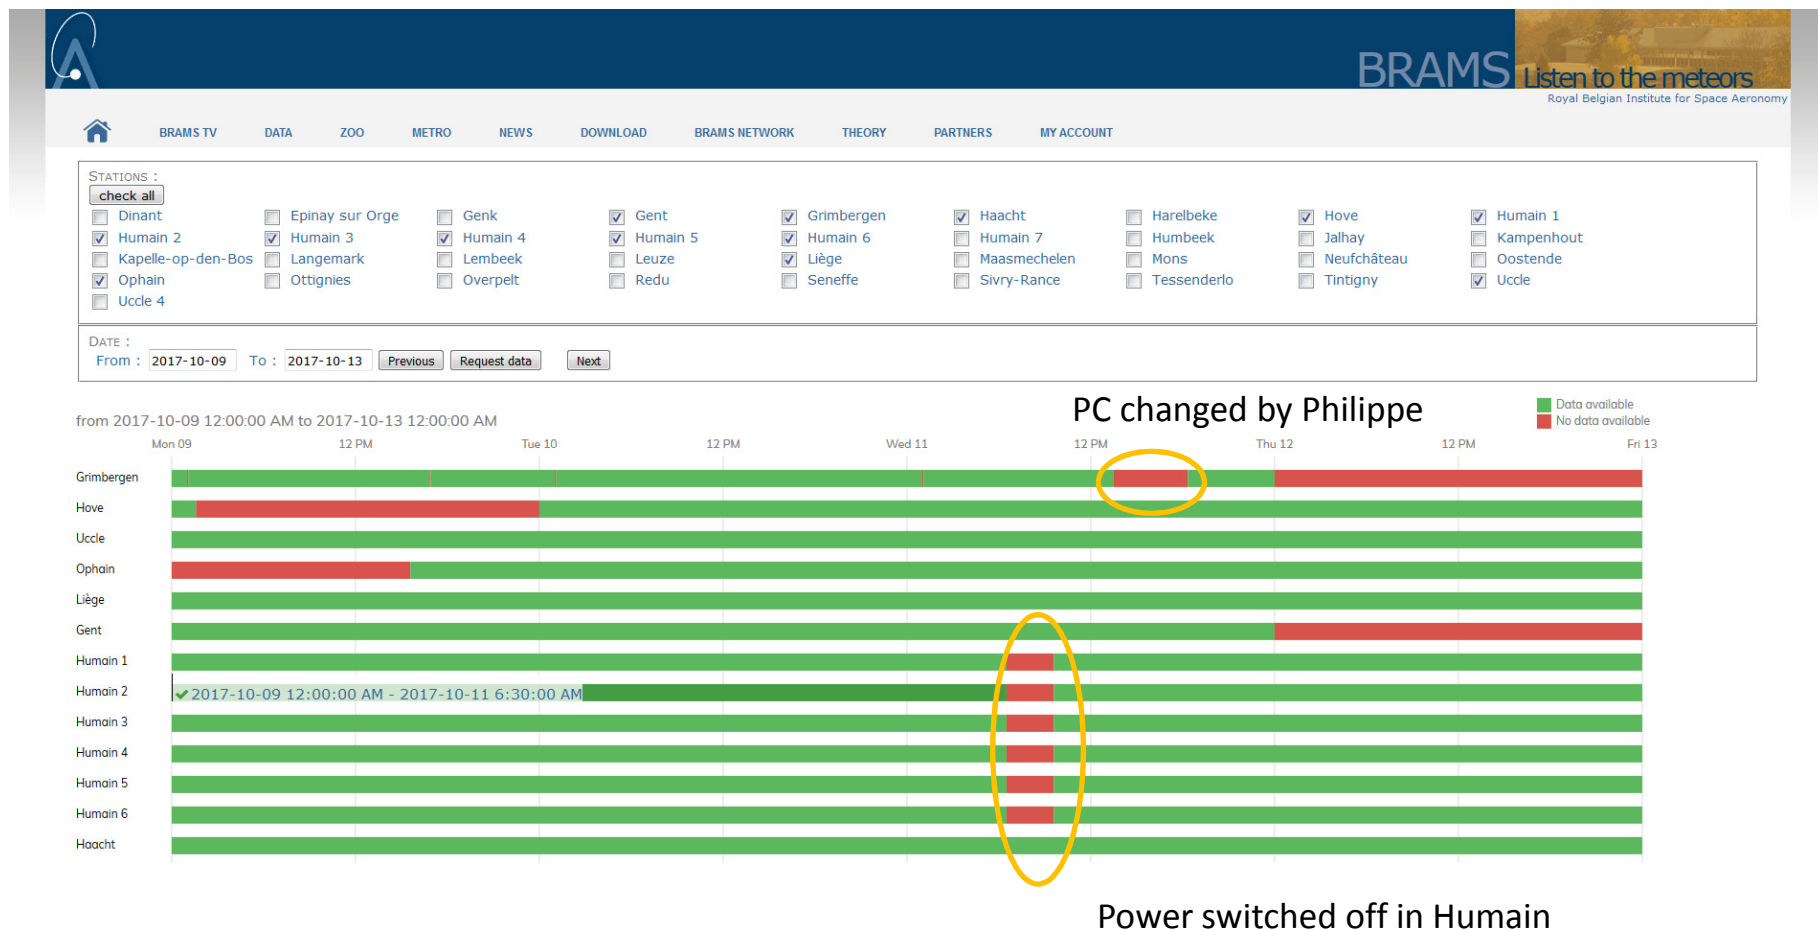 BRAMS Listen to the meteors
Royal Belgian Institute for Space Aeronomy
BRAMS TV DATA ZOO METRO NEWS DOWNLOAD BRAMS NETWORK THEORY PARTNERS MY ACCOUNT
STATIONS :
check all
Dinant Epinay sur Orge Genk Gent Grimbergen Haacht Harelbeke Hove Humain 1
Humain 2 Humain 3 Humain 4 Humain 5 Humain 6 Humain 7 Humbeek Jalhay Kampenhout
Kapelle-op-den-Bos Langemark Lembeek Leuze Liège Maasmechelen Mons Neufchâteau Oostende
Ophain Ottignies Overpelt Redu Seneffe Sivry-Rance Tessenderlo Tintigny Uccle
Uccle 4
DATE :
From : 2017-10-09 To : 2017-10-13 Previous Request data Next
PC changed by Philippe
Data available
No data available
from 2017-10-09 12:00:00 AM to 2017-10-13 12:00:00 AM
Mon 09 12 PM Tue 10 12 PM Wed 11 12 PM Thu 12 12 PM Fri 13
Grimbergen
Hove
Uccle
Ophain
Liège
Gent
Humain 1
Humain 2 2017-10-09 12:00:00 AM - 2017-10-11 6:30:00 AM
Humain 3
Humain 4
Humain 5
Humain 6
Haacht
Power switched off in Humain